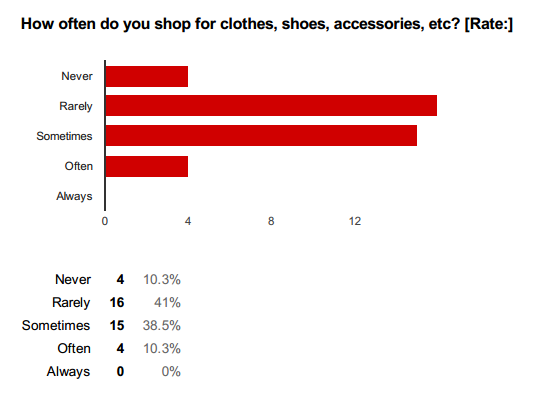 How often do you shop for clothes, shoes, accessories, etc? [Rate:]
Never
Rarely
Sometimes
Often
Always
0 4 8 12
Never 4 10.3%
Rarely 16 41%
Sometimes 15 38.5%
Often 4 10.3%
Always 0 0%